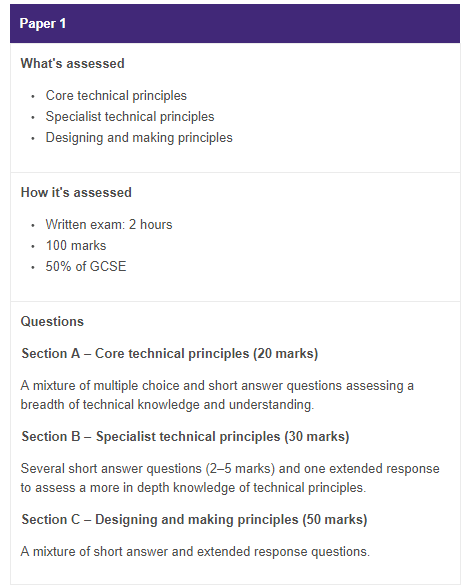 Paper 1
What's assessed
• Core technical principles
• Specialist technical principles
• Designing and making principles
How it's assessed
• Written exam: 2 hours
• 100 marks
• 50% of GCSE
Questions
Section A – Core technical principles (20 marks)
A mixture of multiple choice and short answer questions assessing a
breadth of technical knowledge and understanding.
Section B – Specialist technical principles (30 marks)
Several short answer questions (2–5 marks) and one extended response
to assess a more in depth knowledge of technical principles.
Section C – Designing and making principles (50 marks)
A mixture of short answer and extended response questions.